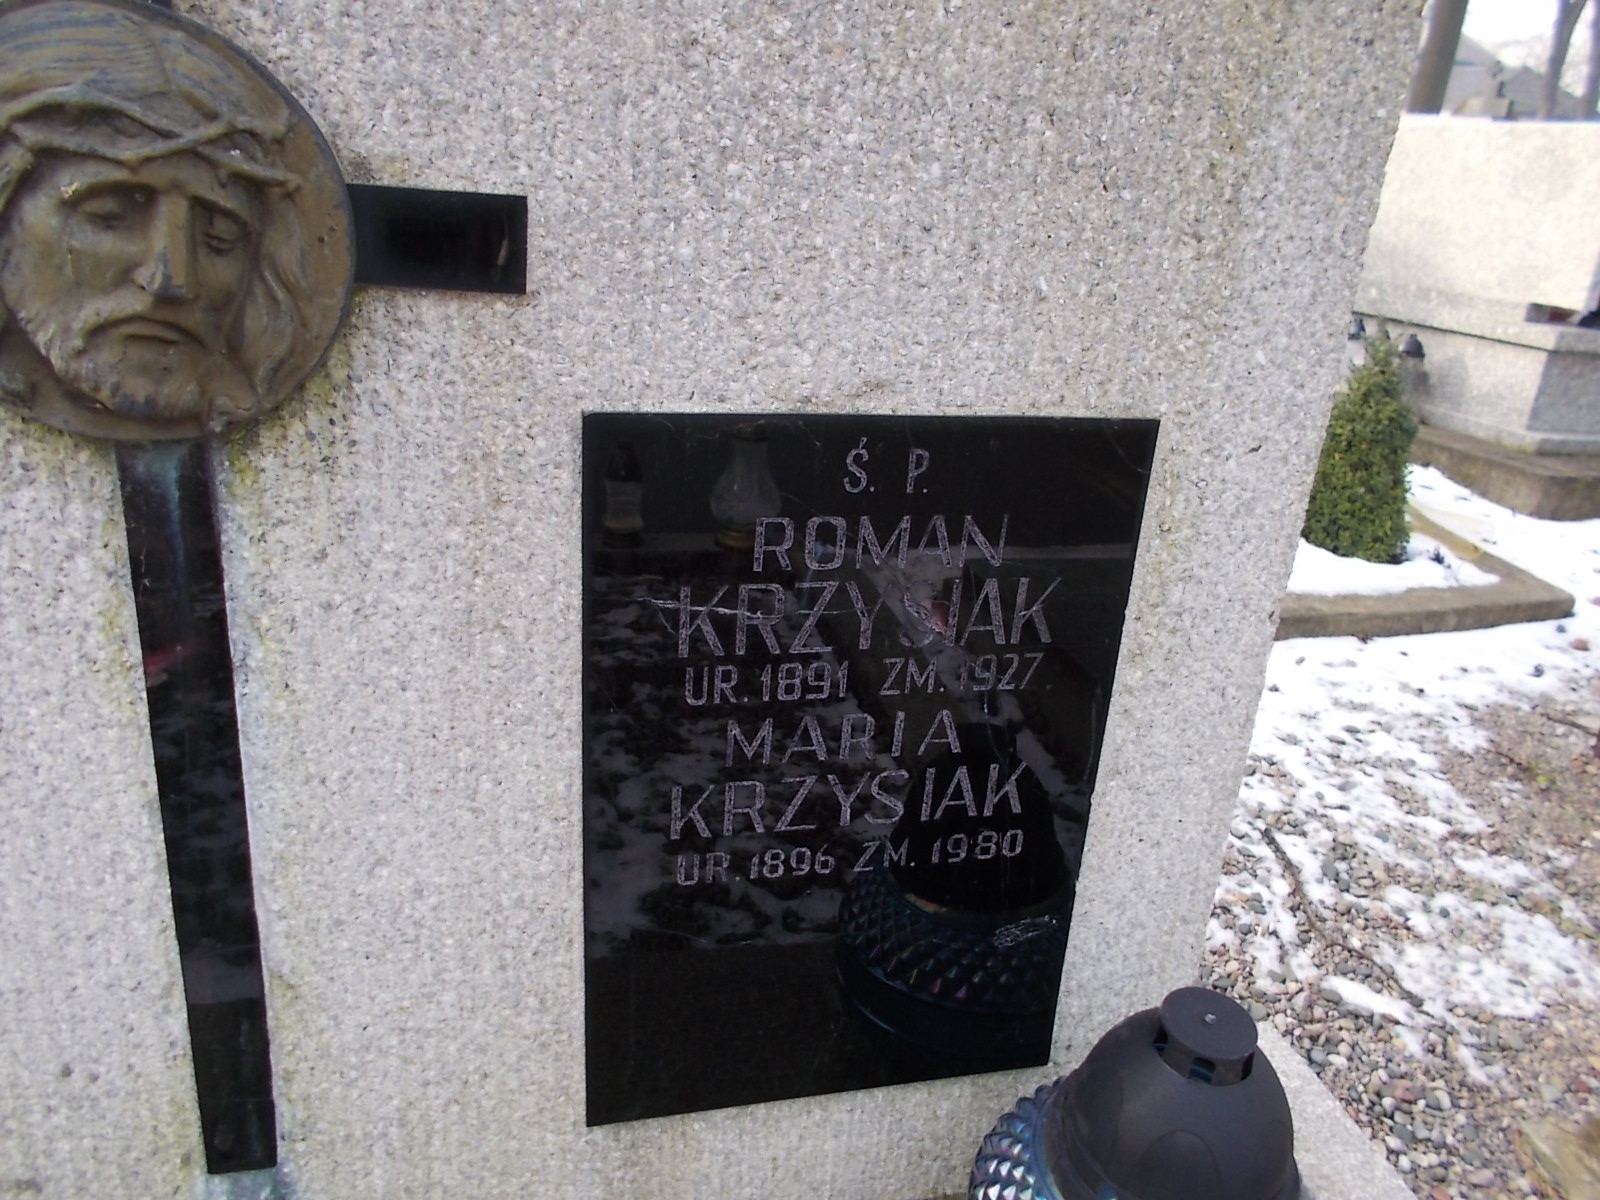 Ś. P.
ROMAN
KRZYSIAK
UR. 1891 ZM. 1927
MARIA
KRZYSIAK
UR. 1896 ZM. 1980